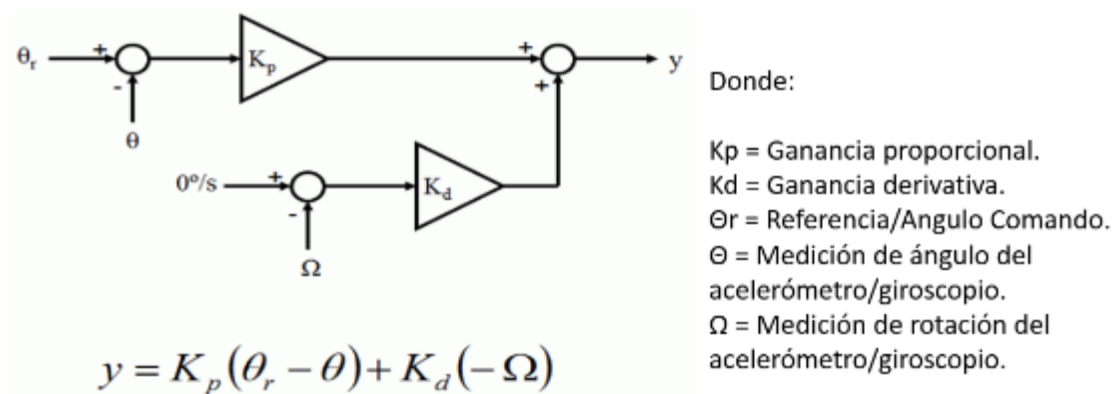 θr + Kp + y
- +
θ
0º/s + Kd
-
Ω
y = Kp(θr − θ) + Kd(−Ω)
Donde:
Kp = Ganancia proporcional.
Kd = Ganancia derivativa.
Θr = Referencia/Angulo Comando.
Θ = Medición de ángulo del
acelerómetro/giroscopio.
Ω = Medición de rotación del
acelerómetro/giroscopio.